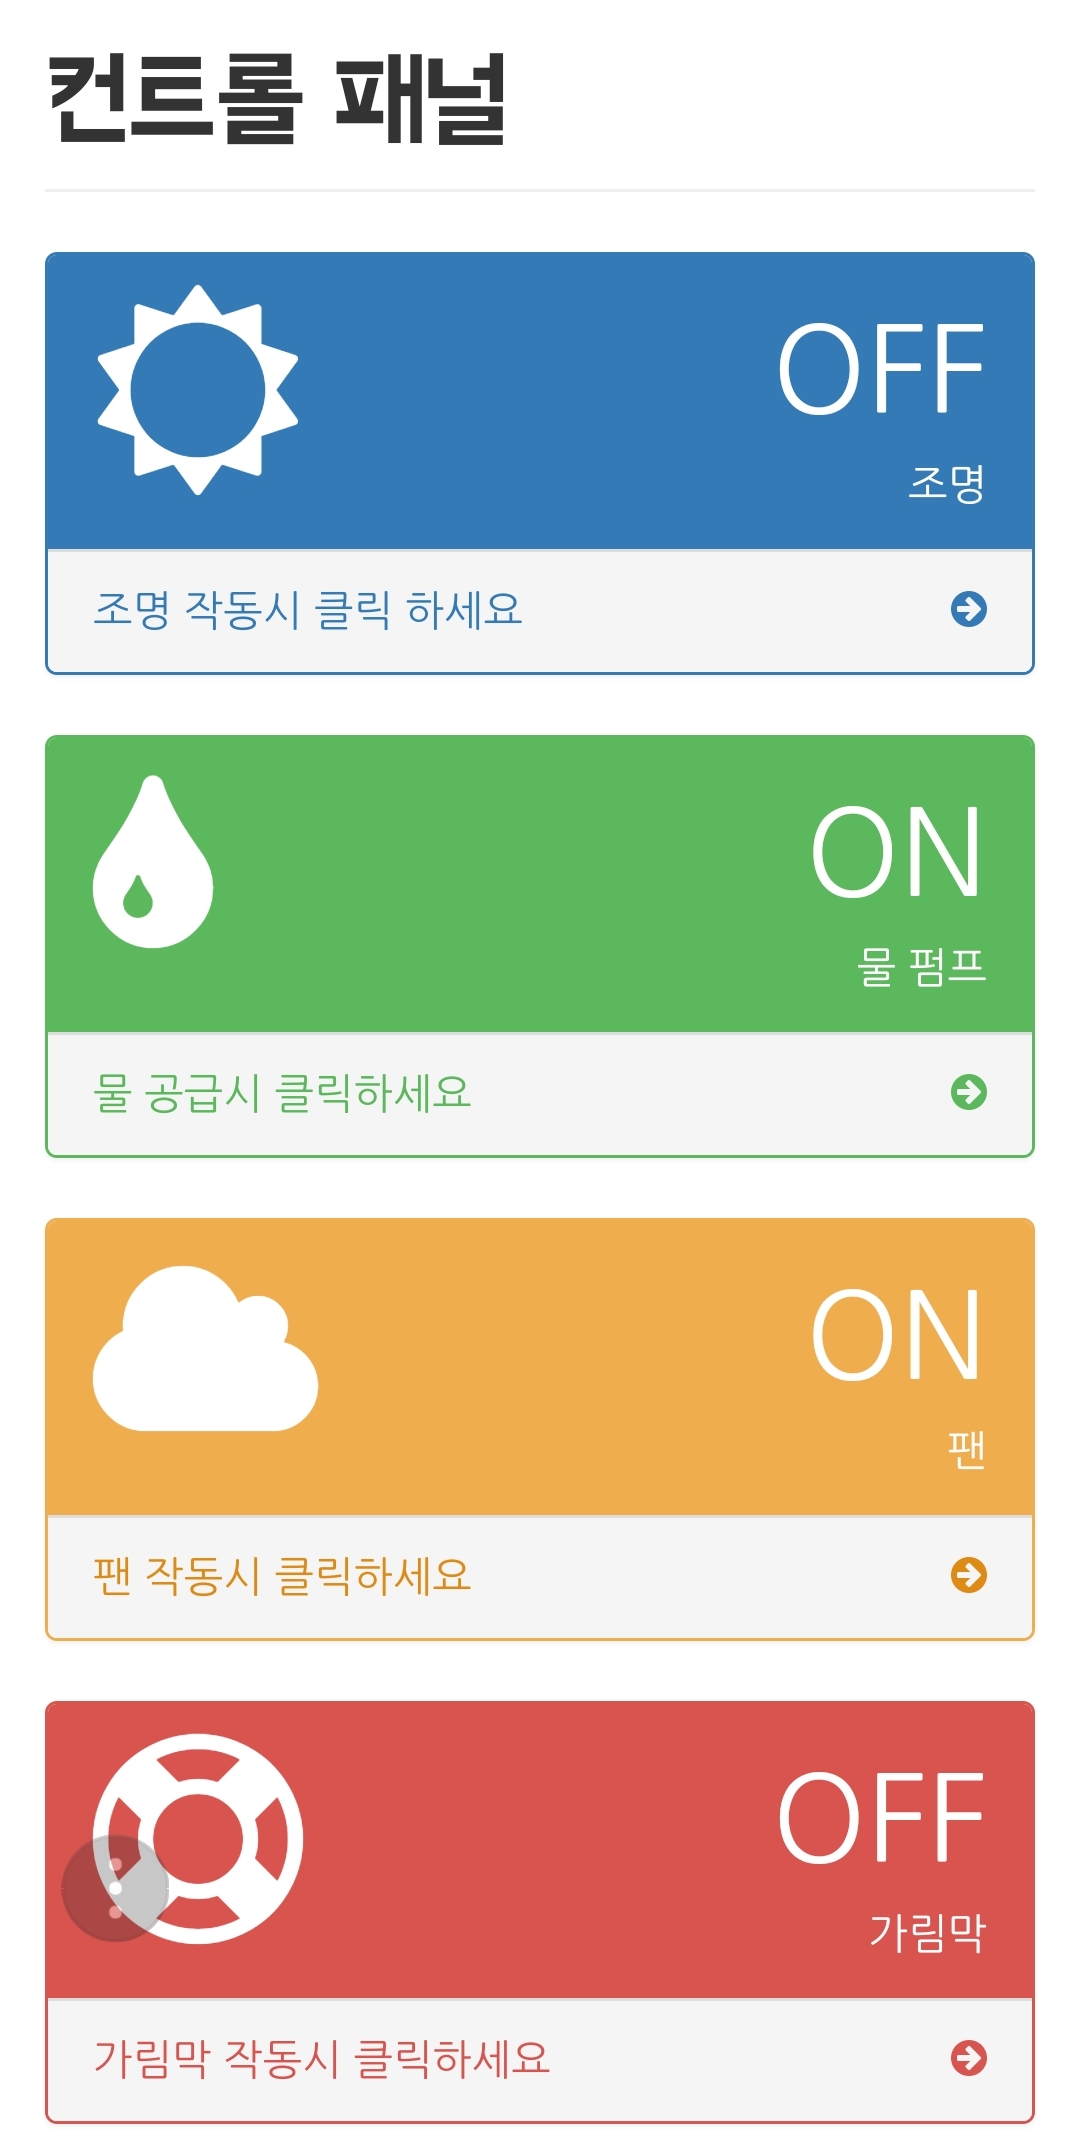 컨트롤 패널
OFF
조명
조명 작동시 클릭 하세요
ON
물 펌프
물 공급시 클릭하세요
ON
팬
팬 작동시 클릭하세요
OFF
가림막
가림막 작동시 클릭하세요